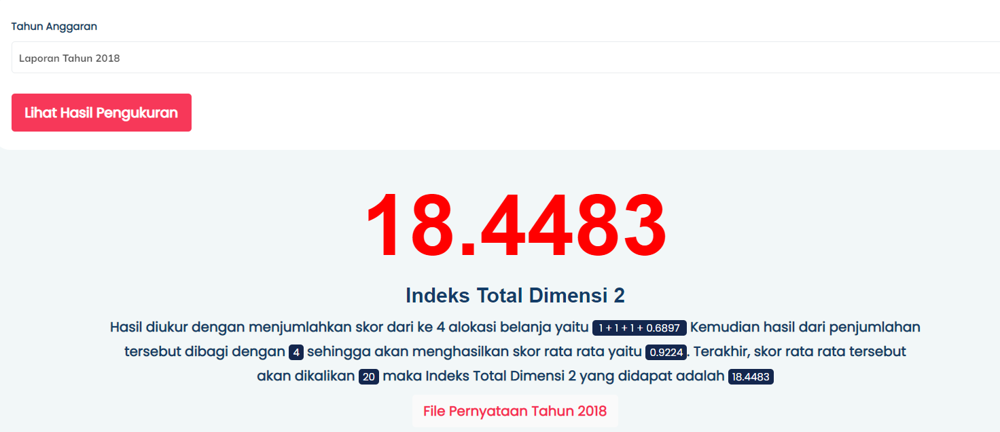 Tahun Anggaran
Laporan Tahun 2018
Lihat Hasil Pengukuran
18.4483
Indeks Total Dimensi 2
Hasil diukur dengan menjumlahkan skor dari ke 4 alokasi belanja yaitu 1 + 1 + 1 + 0.6897 Kemudian hasil dari penjumlahan
tersebut dibagi dengan 4 sehingga akan menghasilkan skor rata rata yaitu 0.9224. Terakhir, skor rata rata tersebut
akan dikalikan 20 maka Indeks Total Dimensi 2 yang didapat adalah 18.4483
File Pernyataan Tahun 2018